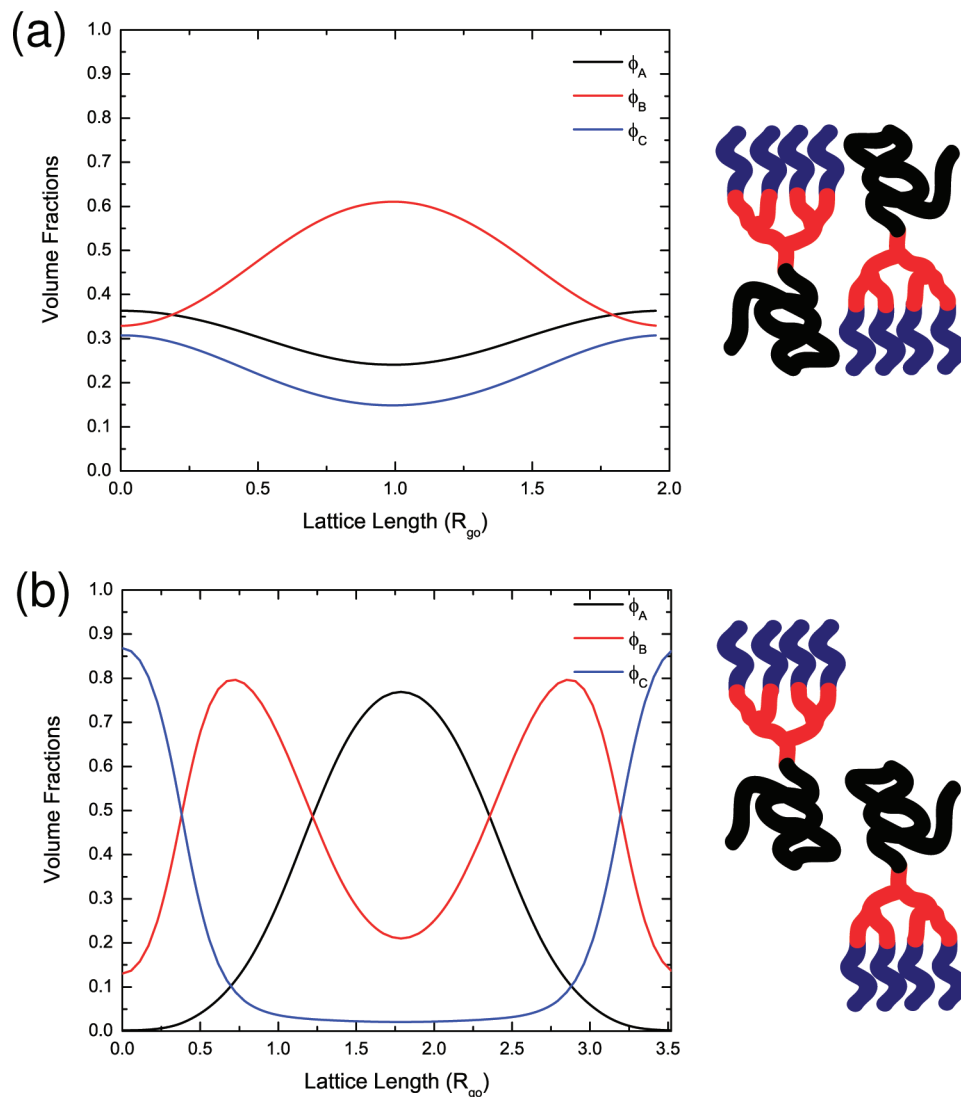 (a)
1.0
0.9
0.8
0.7
0.6
0.5
0.4
0.3
0.2
0.1
0.0
Volume Fractions
ϕA
ϕB
ϕC
0.0 0.5 1.0 1.5 2.0
Lattice Length (Rgo)
(b)
1.0
0.9
0.8
0.7
0.6
0.5
0.4
0.3
0.2
0.1
0.0
Volume Fractions
ϕA
ϕB
ϕC
0.0 0.5 1.0 1.5 2.0 2.5 3.0 3.5
Lattice Length (Rgo)